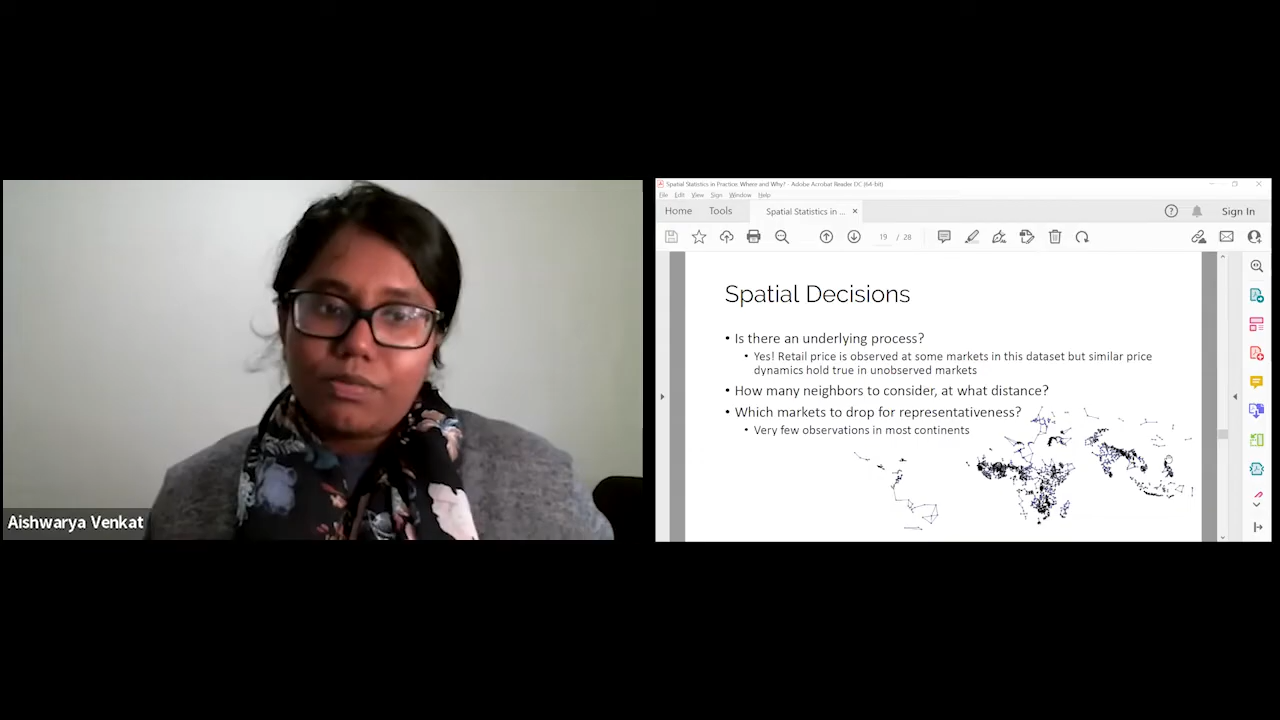 Aishwarya Venkat
Spatial Statistics in Practice: Where and Why? - Adobe Acrobat Reader DC (64-bit)
File Edit View Sign Window Help
Home Tools Spatial Statistics in ... × Sign In
19 / 28
Spatial Decisions
• Is there an underlying process?
• Yes! Retail price is observed at some markets in this dataset but similar price
dynamics hold true in unobserved markets
• How many neighbors to consider, at what distance?
• Which markets to drop for representativeness?
• Very few observations in most continents